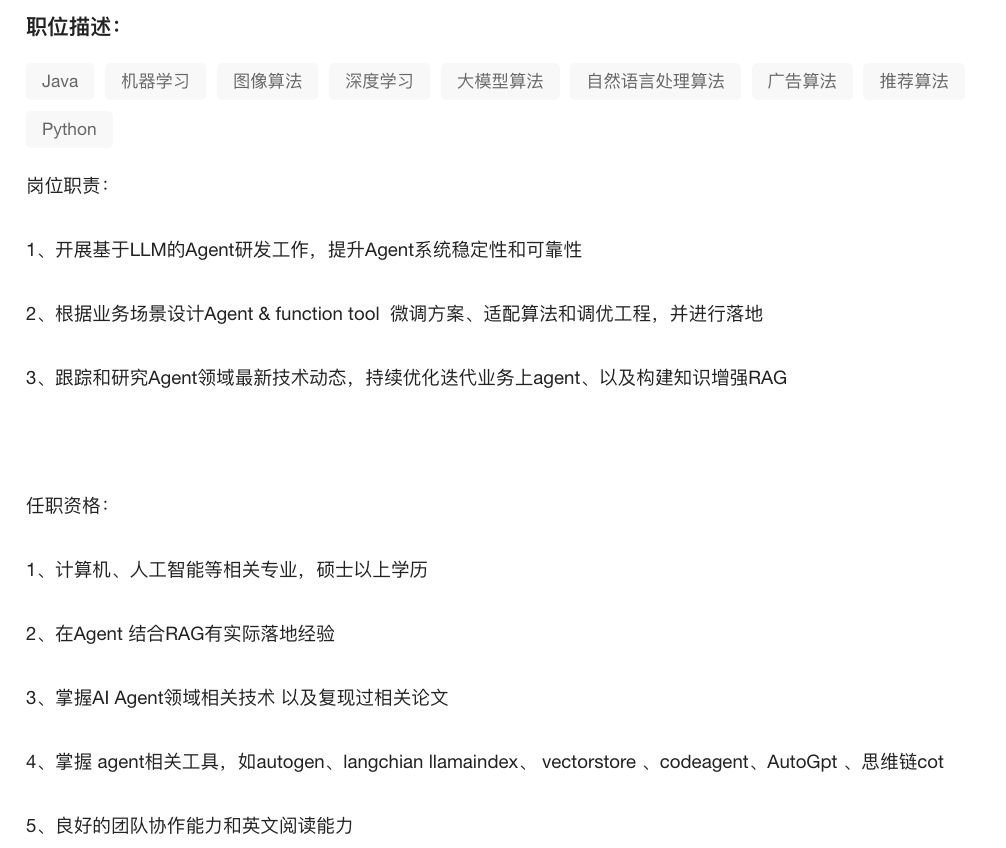 职位描述：
Java 机器学习 图像算法 深度学习 大模型算法 自然语言处理算法 广告算法 推荐算法
Python
岗位职责：
1、开展基于LLM的Agent研发工作，提升Agent系统稳定性和可靠性
2、根据业务场景设计Agent & function tool 微调方案、适配算法和调优工程，并进行落地
3、跟踪和研究Agent领域最新技术动态，持续优化迭代业务上agent、以及构建知识增强RAG
任职资格：
1、计算机、人工智能等相关专业，硕士以上学历
2、在Agent 结合RAG有实际落地经验
3、掌握AI Agent领域相关技术 以及复现过相关论文
4、掌握 agent相关工具，如autogen、langchian llamaindex、 vectorstore 、codeagent、AutoGpt 、思维链cot
5、良好的团队协作能力和英文阅读能力